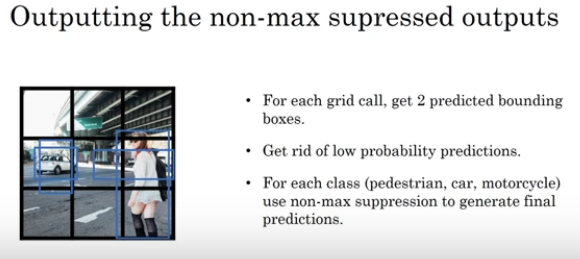 Outputting the non-max supressed outputs
• For each grid call, get 2 predicted bounding
boxes.
• Get rid of low probability predictions.
• For each class (pedestrian, car, motorcycle)
use non-max suppression to generate final
predictions.